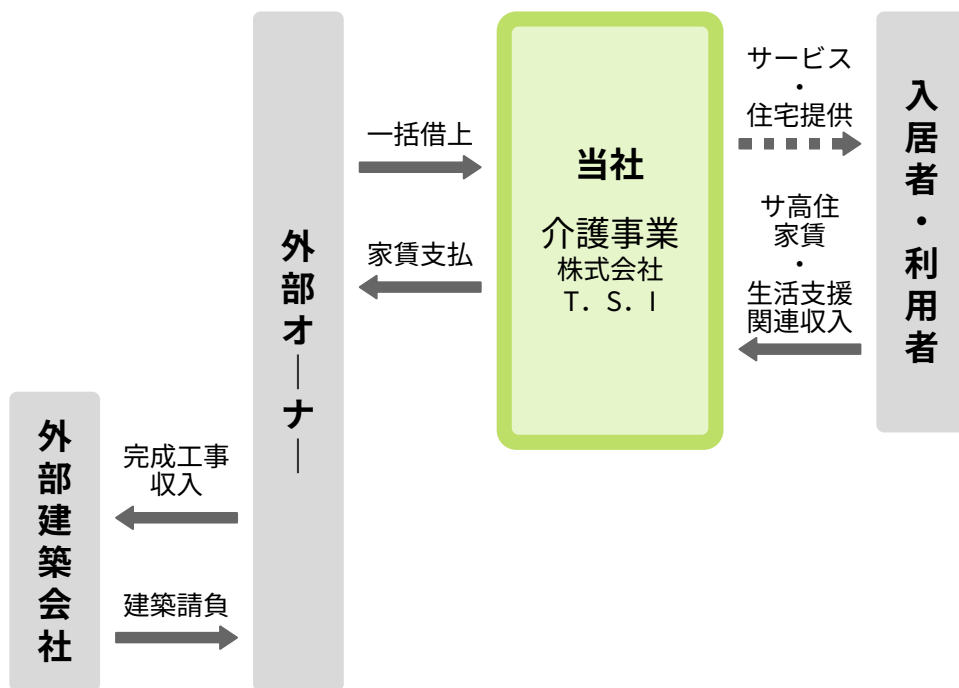 外部建築会社
完成工事
収入
建築請負
外部オーナー
一括借上
家賃支払
当社
介護事業
株式会社
T．S．I
サービス
・
住宅提供
サ高住
家賃
・
生活支援
関連収入
入居者・利用者